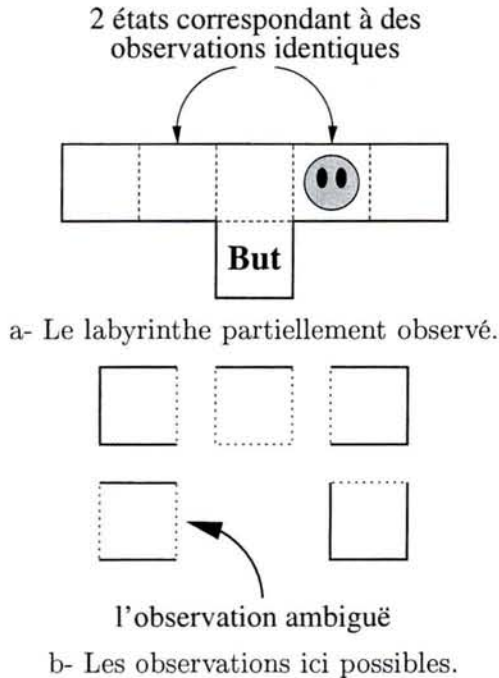 2 états correspondant à des
observations identiques
But
a- Le labyrinthe partiellement observé.
l'observation ambiguë
b- Les observations ici possibles.